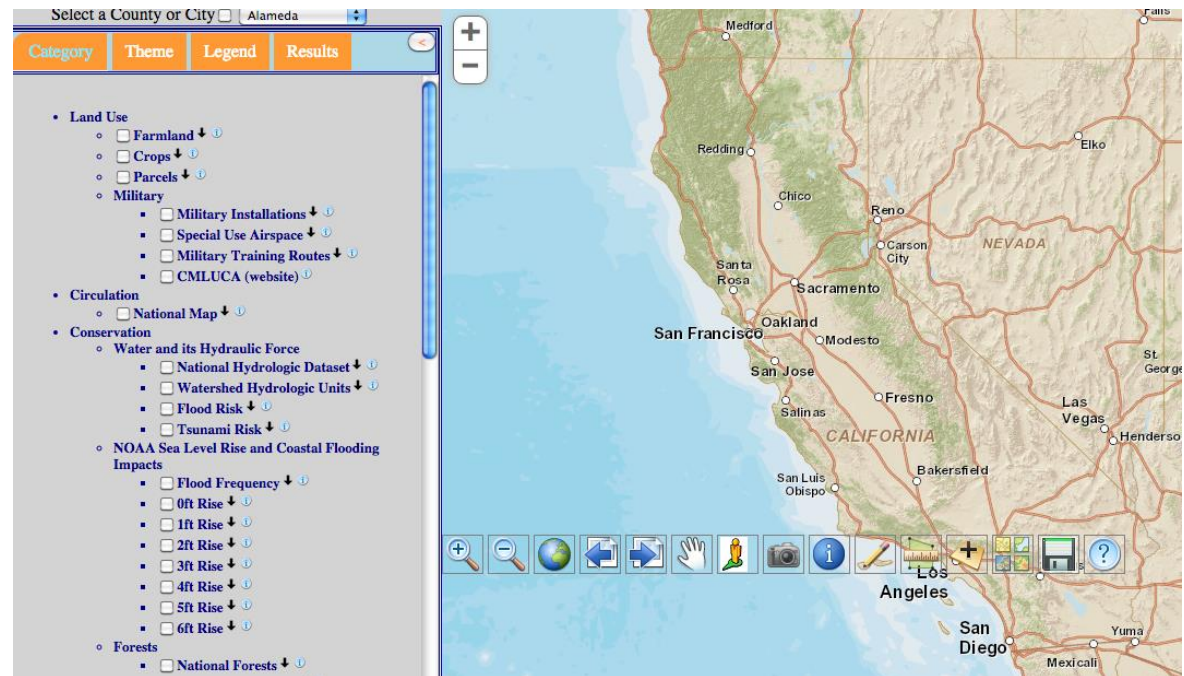 Select a County or City Alameda
Category Theme Legend Results <
Land Use
Farmland
Crops
Parcels
Military
Military Installations
Special Use Airspace
Military Training Routes
CMLUCA (website)
Circulation
National Map
Conservation
Water and its Hydraulic Force
National Hydrologic Dataset
Watershed Hydrologic Units
Flood Risk
Tsunami Risk
NOAA Sea Level Rise and Coastal Flooding
Impacts
Flood Frequency
0ft Rise
1ft Rise
2ft Rise
3ft Rise
4ft Rise
5ft Rise
6ft Rise
Forests
National Forests
+
−
Medford
Falls
Redding
Elko
Chico
Reno
Carson
City
NEVADA
Santa
Rosa
Sacramento
San Francisco
Oakland
Modesto
San Jose
St.
George
Salinas
Fresno
Las
Vegas
Henderso
CALIFORNIA
San Luis
Obispo
Bakersfield
Los
Angeles
San
Diego
Yuma
Mexicali